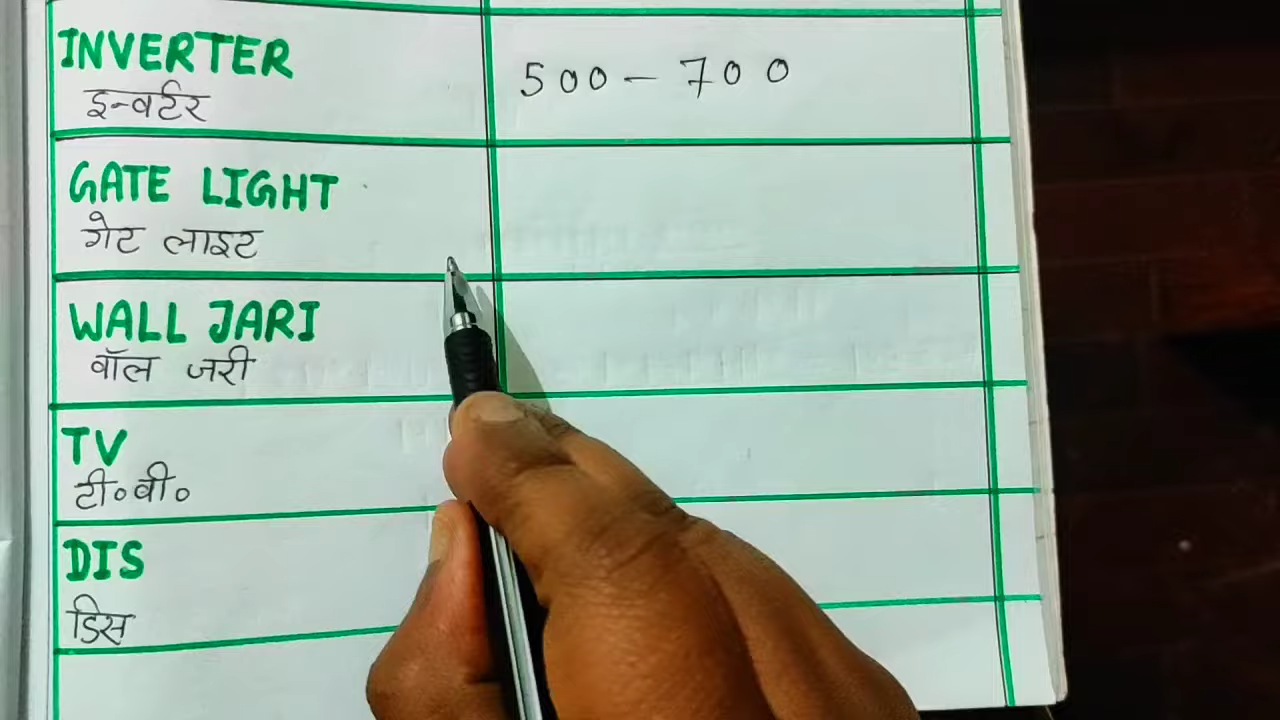 INVERTER
इन्वर्टर
500 - 700
GATE LIGHT
गेट लाइट
WALL JARI
वॉल जरी
TV
टी०वी०
DIS
डिस